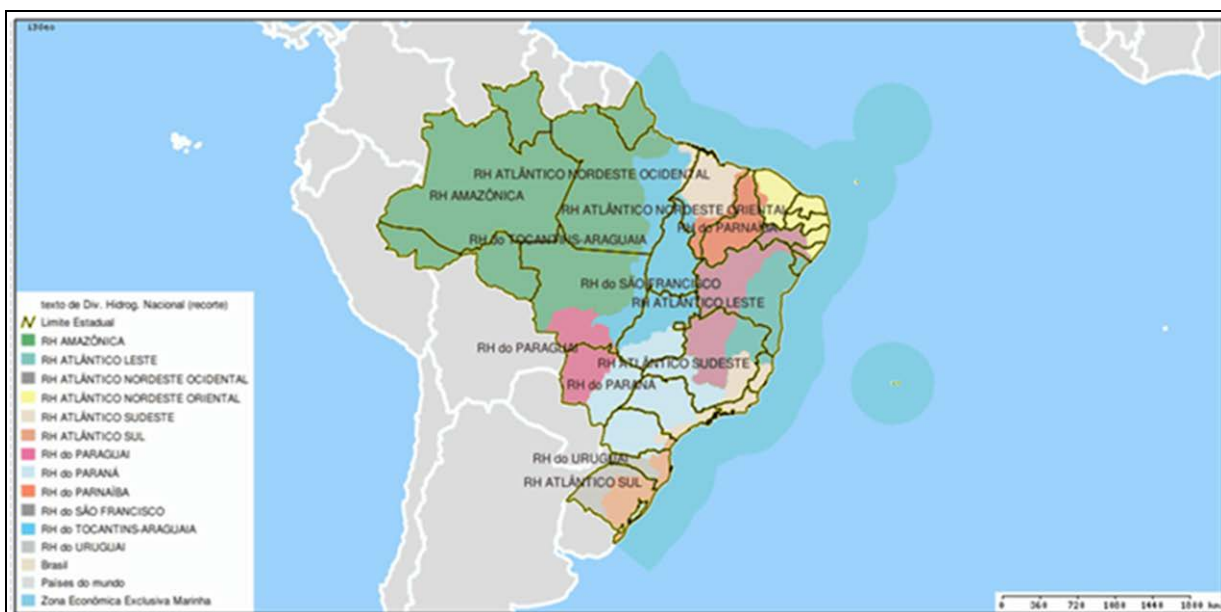 i3Geo
RH ATLÂNTICO NORDESTE OCIDENTAL
RH AMAZÔNICA
RH ATLÂNTICO NORDESTE ORIENTAL
RH do PARNAÍBA
RH do TOCANTINS-ARAGUAIA
RH do SÃO FRANCISCO
RH ATLÂNTICO LESTE
RH do PARAGUAI
RH ATLÂNTICO SUDESTE
RH do PARANÁ
RH do URUGUAI
RH ATLÂNTICO SUL
texto de Div. Hidrog. Nacional (recorte)
Limite Estadual
RH AMAZÔNICA
RH ATLÂNTICO LESTE
RH ATLÂNTICO NORDESTE OCIDENTAL
RH ATLÂNTICO NORDESTE ORIENTAL
RH ATLÂNTICO SUDESTE
RH ATLÂNTICO SUL
RH do PARAGUAI
RH do PARANÁ
RH do PARNAÍBA
RH do SÃO FRANCISCO
RH do TOCANTINS-ARAGUAIA
RH do URUGUAI
Brasil
Países do mundo
Zona Econômica Exclusiva Marinha
0 360 720 1080 1440 1800 km